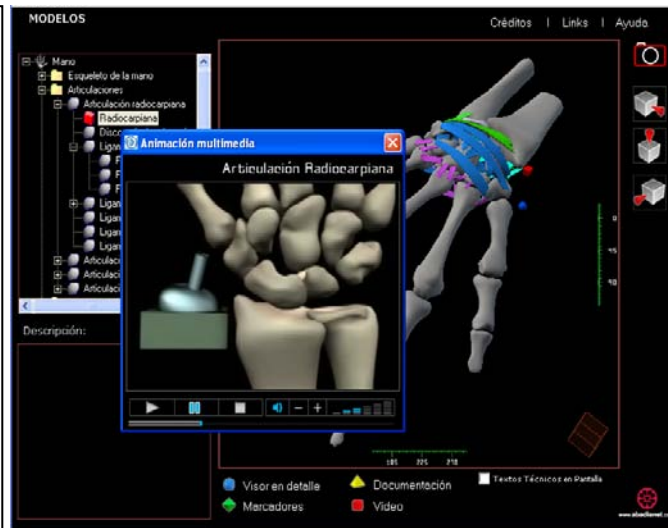 MODELOS
Créditos | Links | Ayuda
Mano
Esqueleto de la mano
Articulaciones
Articulación radiocarpiana
Radiocarpiana
Animación multimedia
Articulación Radiocarpiana
Descripción:
Visor en detalle
Documentación
Textos Técnicos en Pantalla
Marcadores
Video